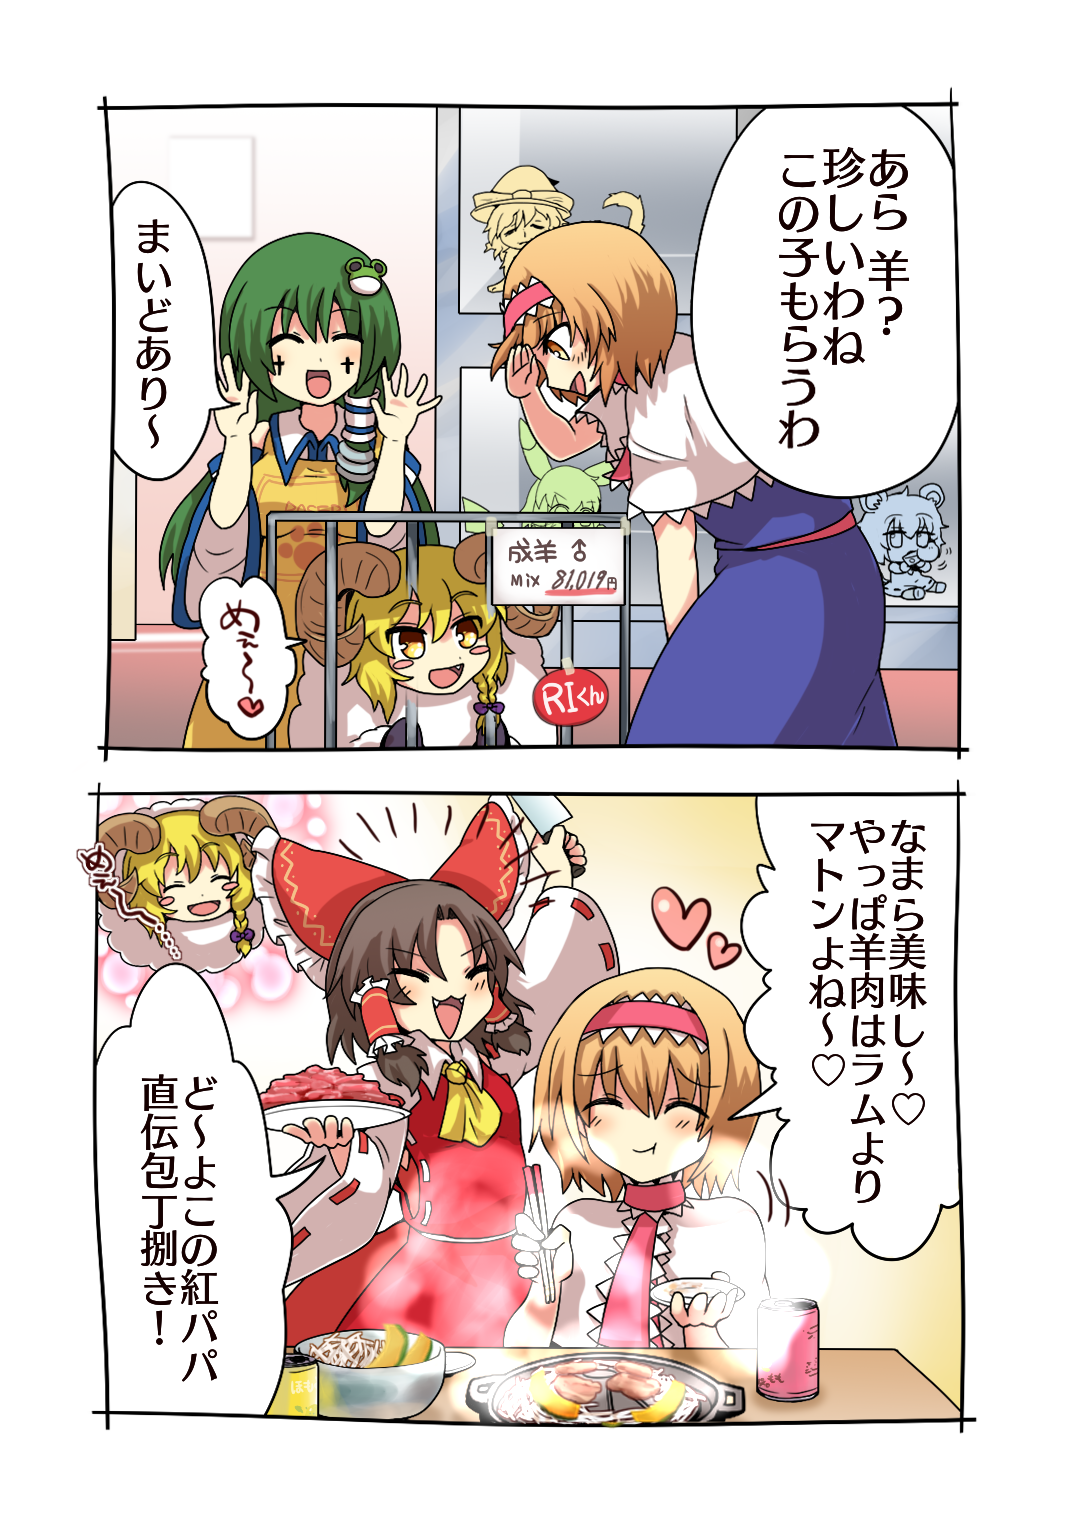 あら 羊?
珍しいわね
この子もらうわ
まいどあり〜
成羊♂
MIX 81,019円
RIくん
めぇ〜〜♡
なまら美味し〜♡
やっぱ羊肉はラムより
マトンよね〜♡
めぇ〜〜……
ど〜よこの紅パパ
直伝包丁捌き!